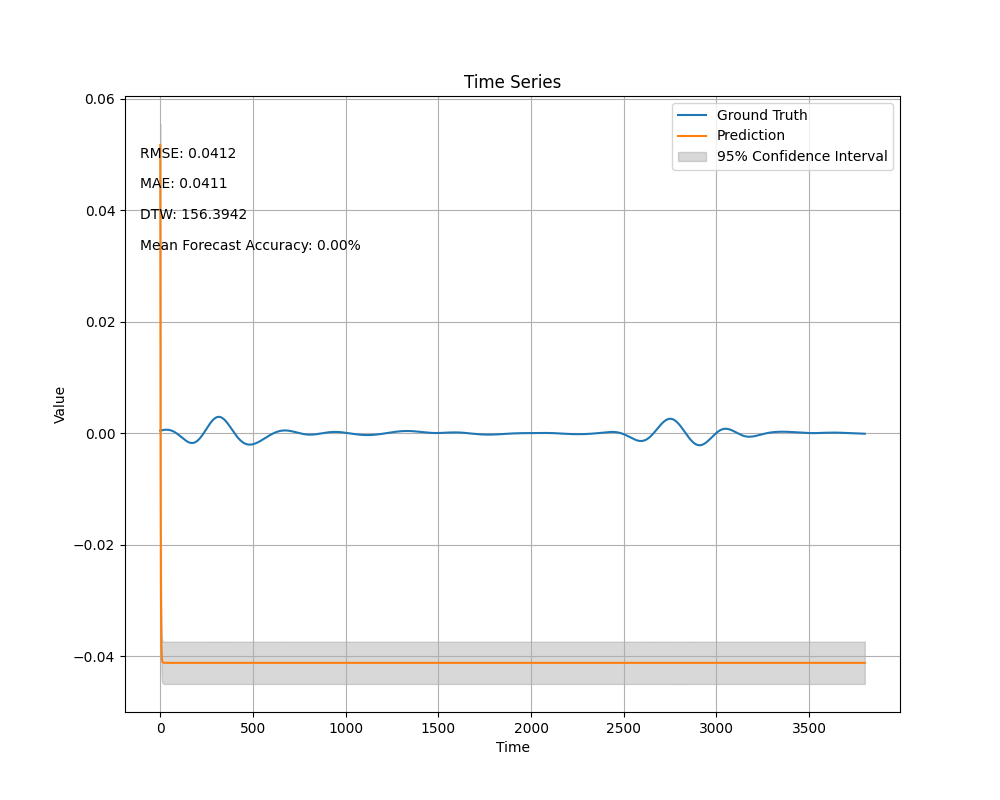 Time Series
0.06
0.04
0.02
0.00
−0.02
−0.04
Value
RMSE: 0.0412
MAE: 0.0411
DTW: 156.3942
Mean Forecast Accuracy: 0.00%
Ground Truth
Prediction
95% Confidence Interval
0 500 1000 1500 2000 2500 3000 3500
Time